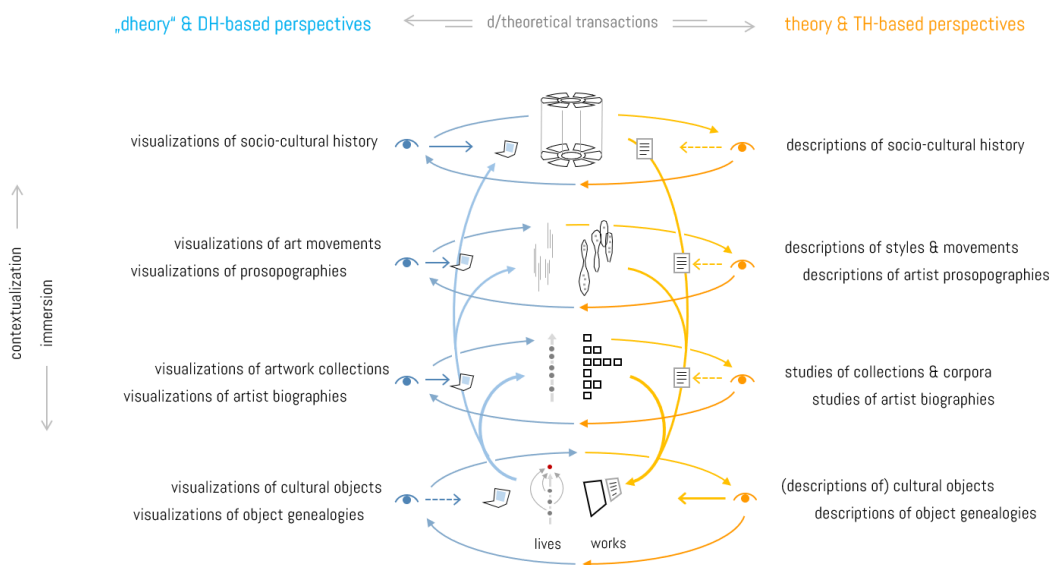 „dheory“ & DH-based perspectives
d/theoretical transactions
theory & TH-based perspectives
visualizations of socio-cultural history
descriptions of socio-cultural history
visualizations of art movements
visualizations of prosopographies
descriptions of styles & movements
descriptions of artist prosopographies
contextualization
immersion
visualizations of artwork collections
visualizations of artist biographies
studies of collections & corpora
studies of artist biographies
visualizations of cultural objects
visualizations of object genealogies
(descriptions of) cultural objects
descriptions of object genealogies
lives
works